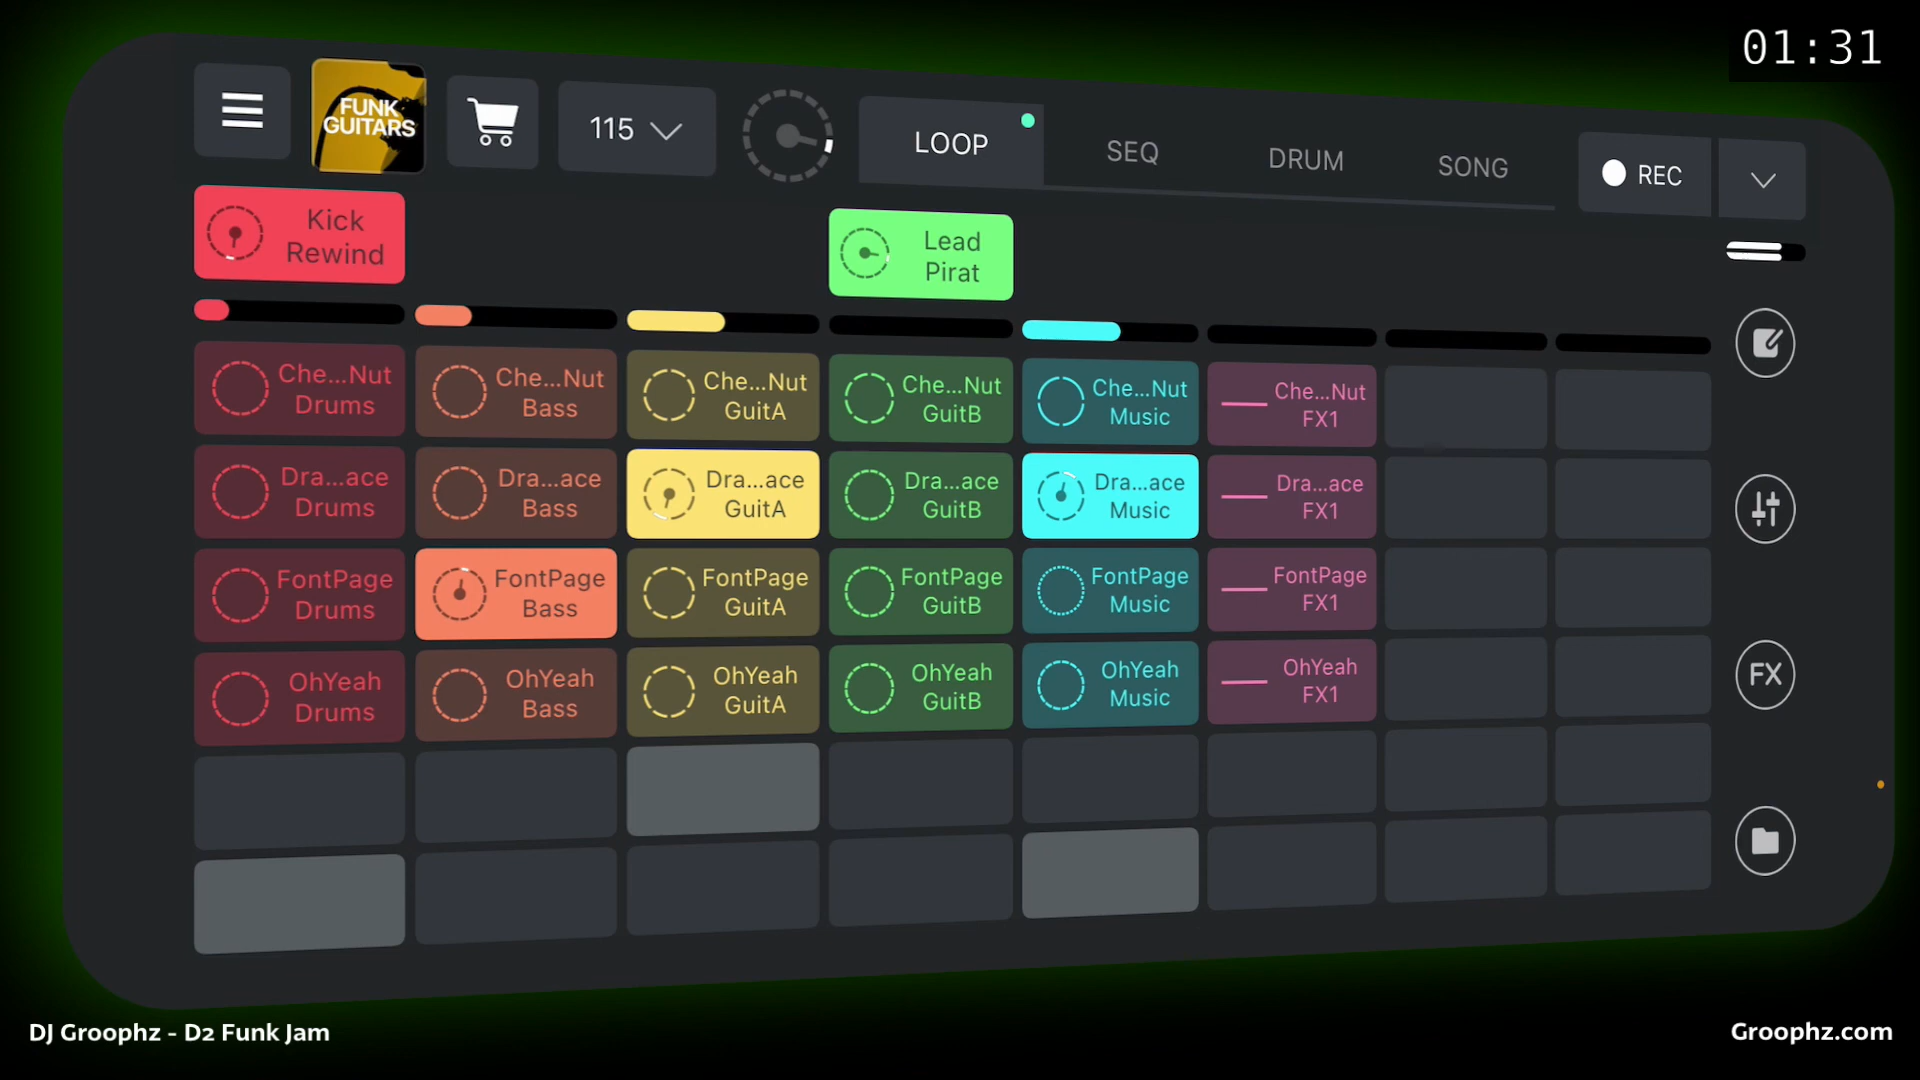 01:31
FUNK
GUITARS
115
LOOP
SEQ
DRUM
SONG
REC
Kick
Rewind
Lead
Pirat
Che...Nut
Drums
Che...Nut
Bass
Che...Nut
GuitA
Che...Nut
GuitB
Che...Nut
Music
Che...Nut
FX1
Dra...ace
Drums
Dra...ace
Bass
Dra...ace
GuitA
Dra...ace
GuitB
Dra...ace
Music
Dra...ace
FX1
FontPage
Drums
FontPage
Bass
FontPage
GuitA
FontPage
GuitB
FontPage
Music
FontPage
FX1
OhYeah
Drums
OhYeah
Bass
OhYeah
GuitA
OhYeah
GuitB
OhYeah
Music
OhYeah
FX1
FX
DJ Groophz - D2 Funk Jam
Groophz.com